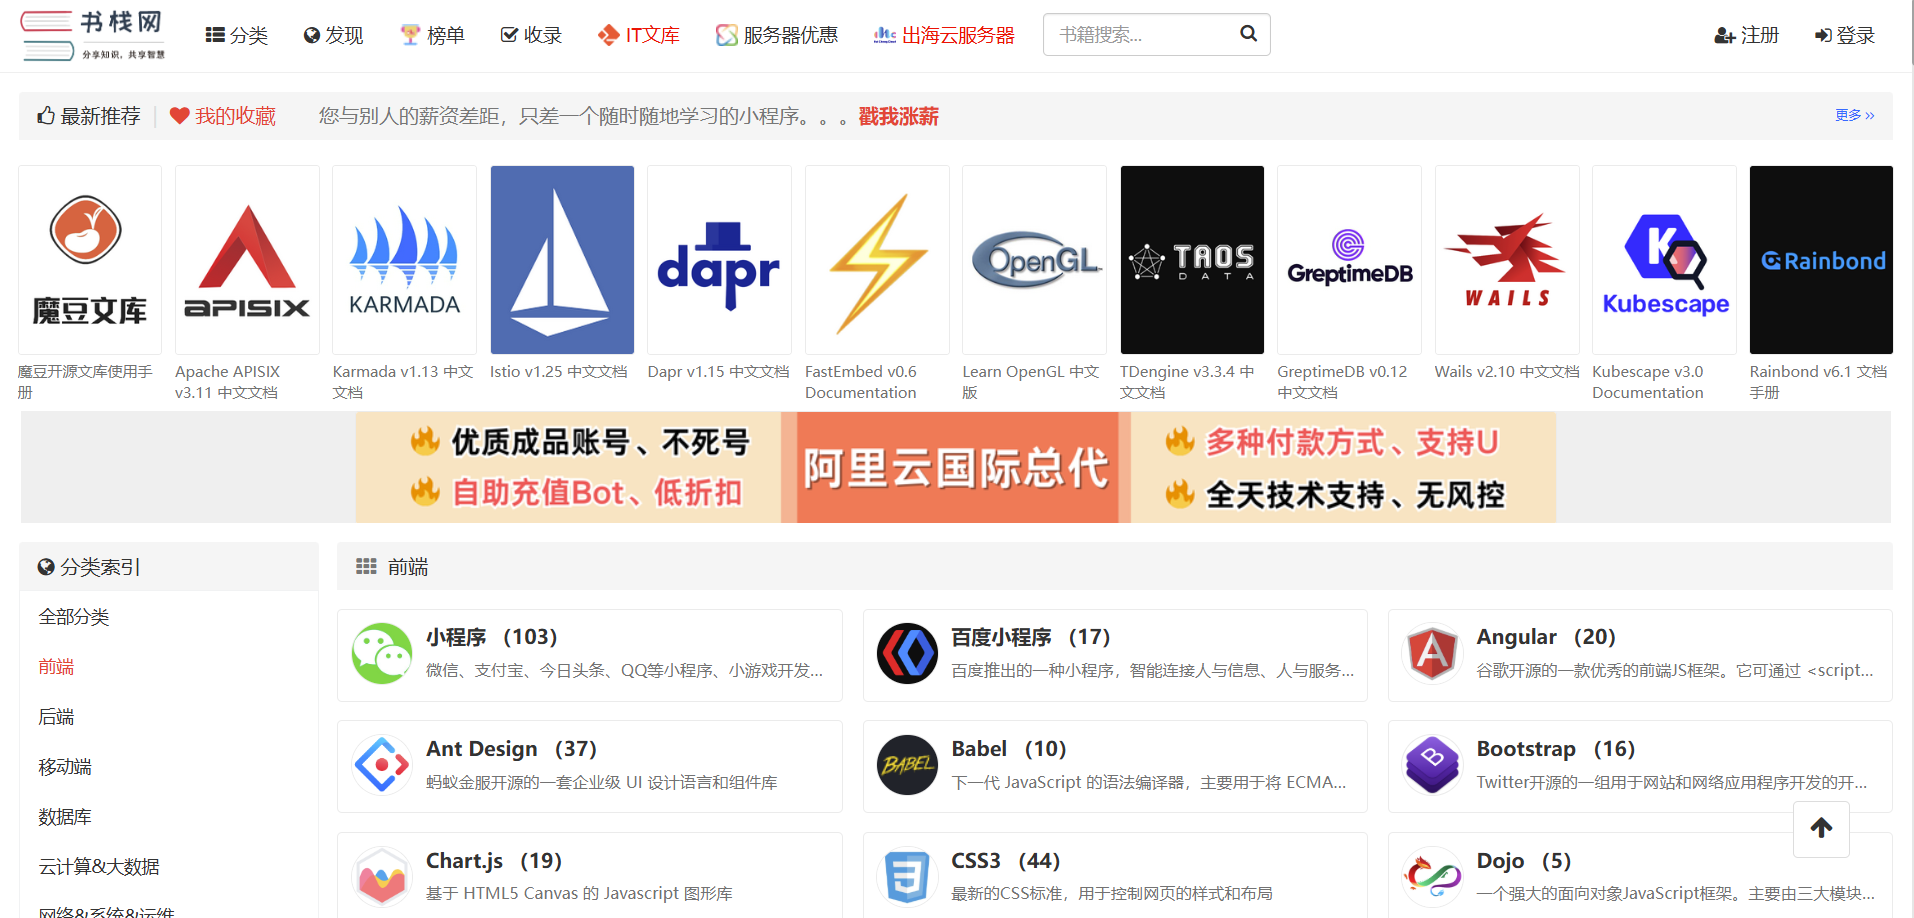 书栈网
分享知识，共享智慧
分类
发现
榜单
收录
IT文库
服务器优惠
出海云服务器
书籍搜索...
注册
登录
最新推荐
我的收藏
您与别人的薪资差距，只差一个随时随地学习的小程序。。。戳我涨薪
更多 »
魔豆文库
APISIX
KARMADA
dapr
OpenGL
TAOS
DATA
GreptimeDB
WAILS
Kubescape
Rainbond
魔豆开源文库使用手册
Apache APISIX v3.11 中文文档
Karmada v1.13 中文文档
Istio v1.25 中文文档
Dapr v1.15 中文文档
FastEmbed v0.6 Documentation
Learn OpenGL 中文版
TDengine v3.3.4 中文文档
GreptimeDB v0.12 中文文档
Wails v2.10 中文文档
Kubescape v3.0 Documentation
Rainbond v6.1 文档手册
优质成品账号、不死号
自助充值Bot、低折扣
阿里云国际总代
多种付款方式、支持U
全天技术支持、无风控
分类索引
全部分类
前端
后端
移动端
数据库
云计算&大数据
网络&系统&运维
前端
小程序 （103）
微信、支付宝、今日头条、QQ等小程序、小游戏开发...
百度小程序 （17）
百度推出的一种小程序，智能连接人与信息、人与服务...
Angular （20）
谷歌开源的一款优秀的前端JS框架。它可通过 <script...
Ant Design （37）
蚂蚁金服开源的一套企业级 UI 设计语言和组件库
BABEL
Babel （10）
下一代 JavaScript 的语法编译器，主要用于将 ECMA...
Bootstrap （16）
Twitter开源的一组用于网站和网络应用程序开发的开...
Chart.js （19）
基于 HTML5 Canvas 的 Javascript 图形库
CSS3 （44）
最新的CSS标准，用于控制网页的样式和布局
Dojo （5）
一个强大的面向对象JavaScript框架。主要由三大模块...